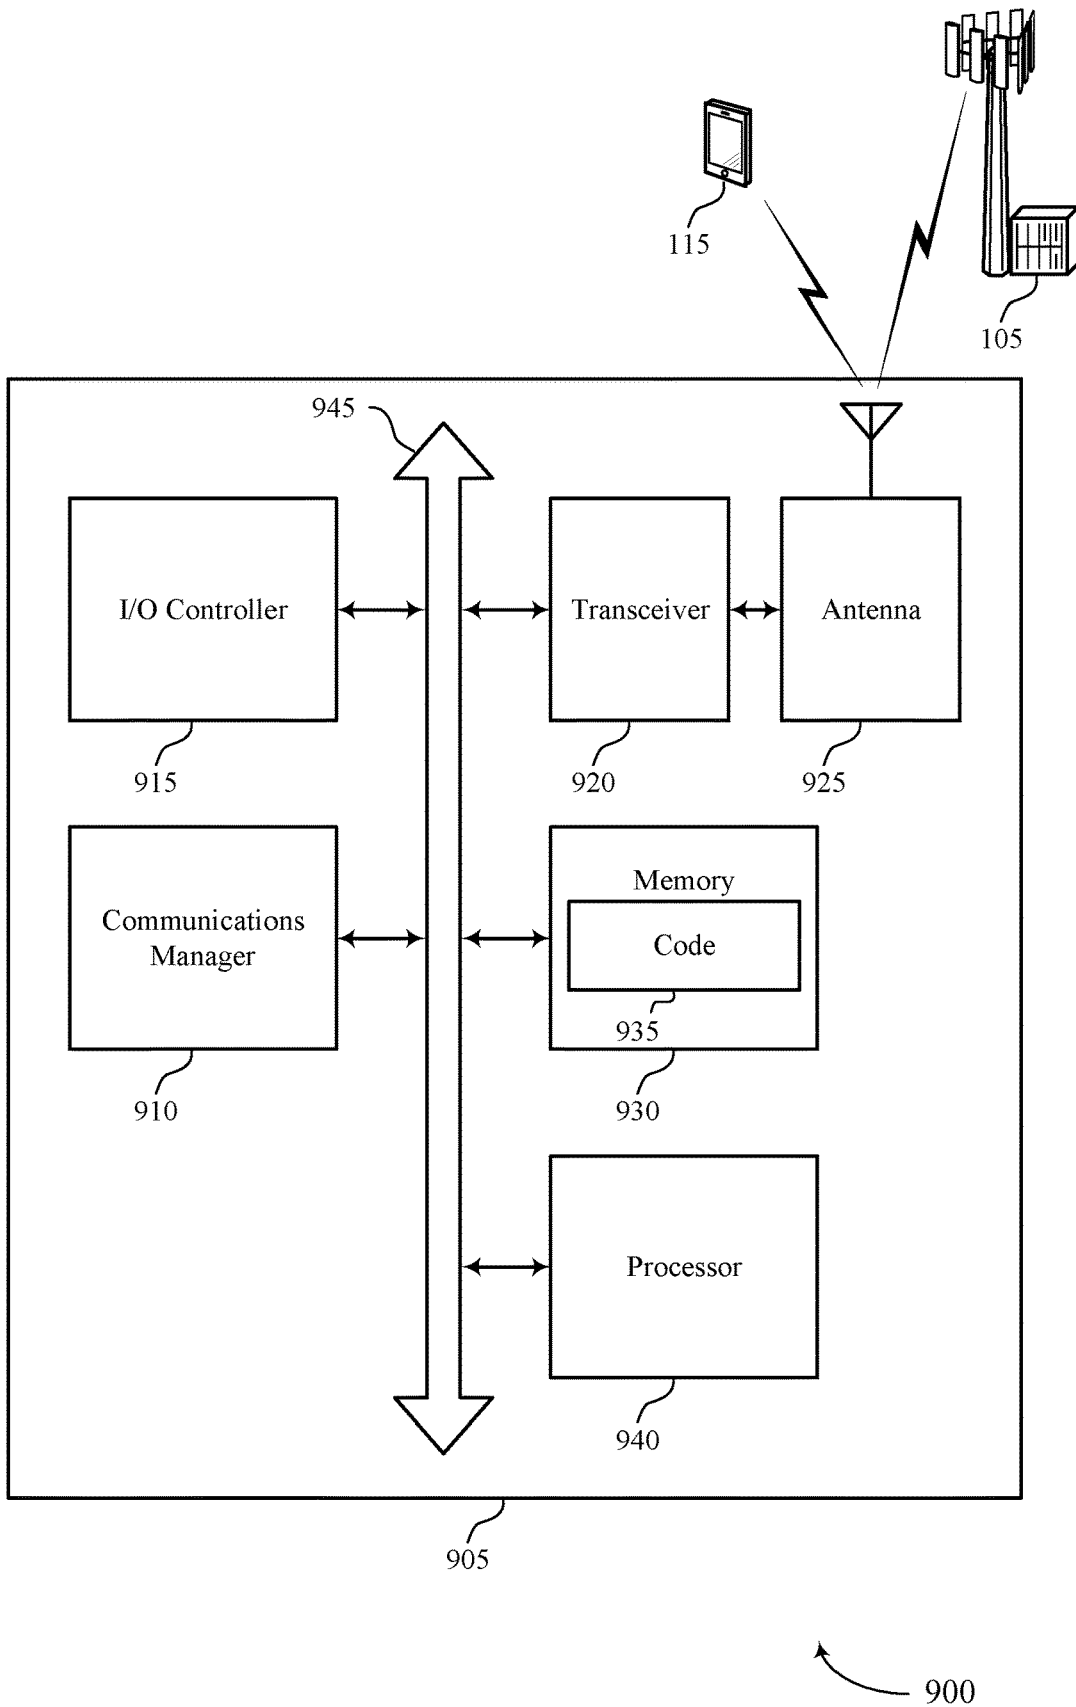 115
105
945
I/O Controller
Transceiver
Antenna
915
920
925
Communications
Manager
Memory
Code
935
910
930
Processor
940
905
900